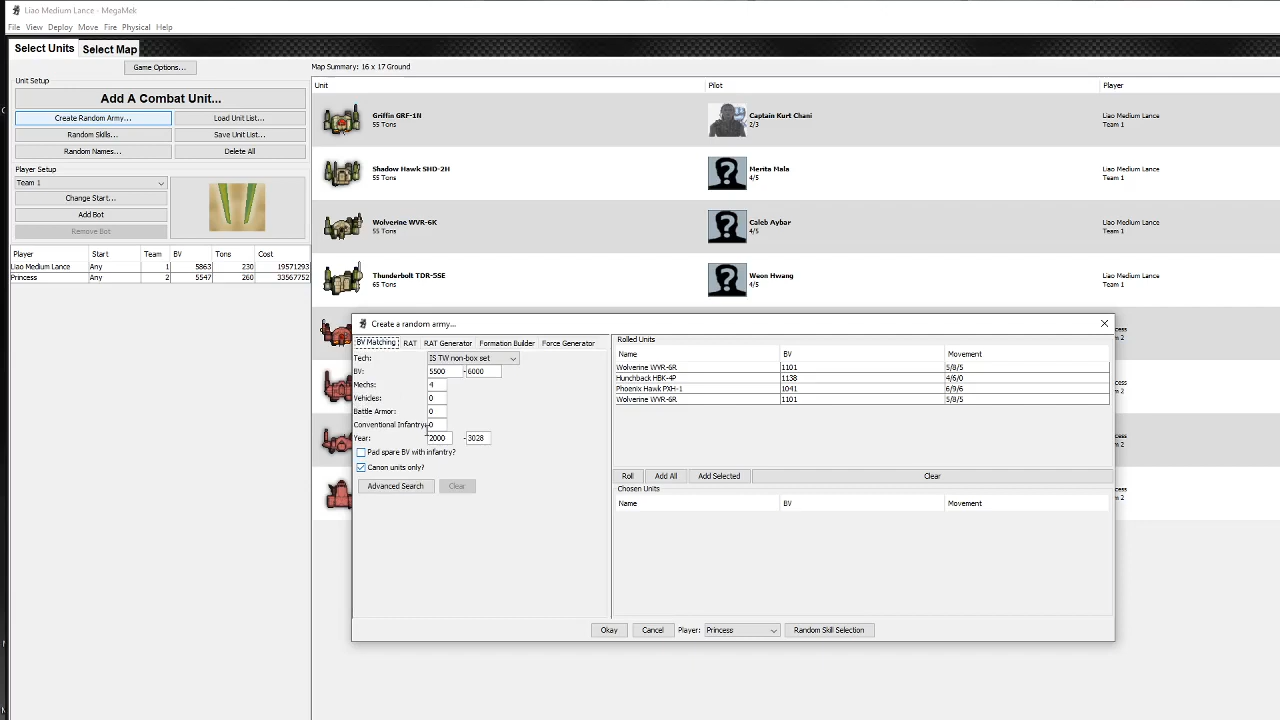 Liao Medium Lance - MegaMek
File View Deploy Move Fire Physical Help
Select Units Select Map
Game Options... Map Summary: 16 x 17 Ground
Unit Setup
Unit Pilot Player
Add A Combat Unit...
Create Random Army... Load Unit List...
Random Skills... Save Unit List...
Random Names... Delete All
Griffin GRF-1N Captain Kurt Chani Liao Medium Lance
55 Tons 2/3 Team 1
Shadow Hawk SHD-2H Merita Mala Liao Medium Lance
55 Tons 4/5 Team 1
Player Setup
Team 1
Change Start...
Add Bot
Remove Bot
Wolverine WVR-6K Caleb Aybar Liao Medium Lance
55 Tons 4/5 Team 1
Player Start Team BV Tons Cost
Liao Medium Lance Any 1 5863 230 19571293
Princess Any 2 5547 260 33567752
Thunderbolt TDR-5SE Weon Hwang Liao Medium Lance
65 Tons 4/5 Team 1
Create a random army...
BV Matching RAT RAT Generator Formation Builder Force Generator
Tech: IS TW non-box set
BV: 5500 - 6000
Mechs: 4
Vehicles: 0
Battle Armor: 0
Conventional Infantry: 0
Year: 2000 - 3028
Pad spare BV with infantry?
Canon units only?
Advanced Search Clear
Rolled Units
Name BV Movement
Wolverine WVR-6R 1101 5/8/5
Hunchback HBK-4P 1138 4/6/0
Phoenix Hawk PXH-1 1041 6/9/6
Wolverine WVR-6R 1101 5/8/5
Roll Add All Add Selected Clear
Chosen Units
Name BV Movement
Okay Cancel Player: Princess Random Skill Selection